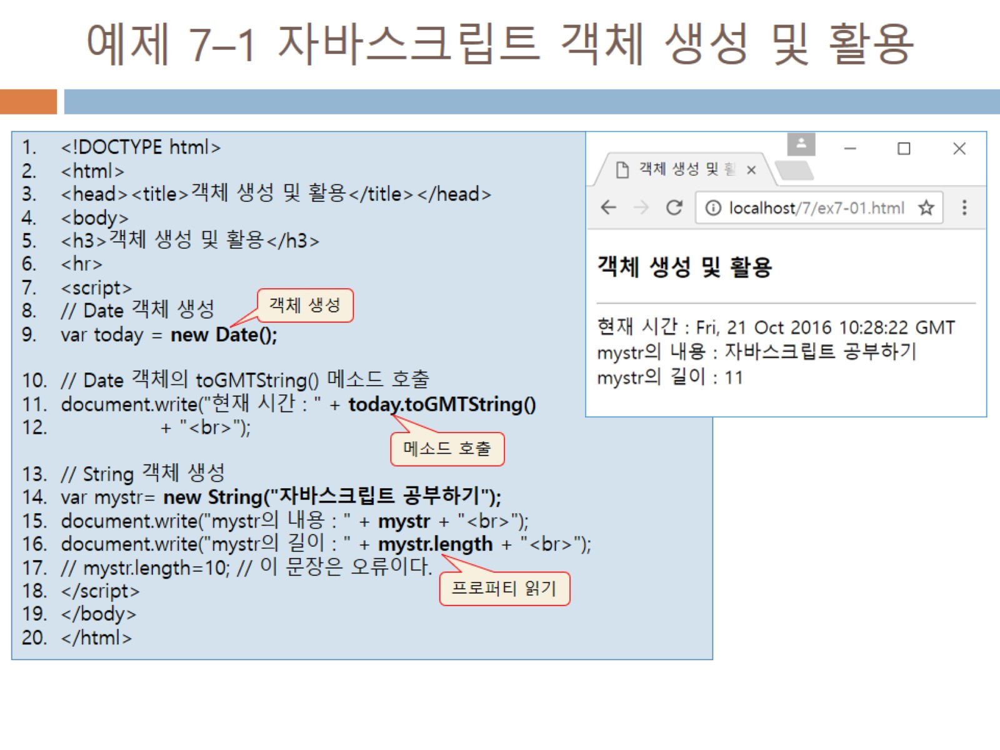 예제 7–1 자바스크립트 객체 생성 및 활용
1. <!DOCTYPE html>
2. <html>
3. <head><title>객체 생성 및 활용</title></head>
4. <body>
5. <h3>객체 생성 및 활용</h3>
6. <hr>
7. <script>
8. // Date 객체 생성
객체 생성
9. var today = new Date();
10. // Date 객체의 toGMTString() 메소드 호출
11. document.write("현재 시간 : " + today.toGMTString()
12. + "<br>");
메소드 호출
13. // String 객체 생성
14. var mystr= new String("자바스크립트 공부하기");
15. document.write("mystr의 내용 : " + mystr + "<br>");
16. document.write("mystr의 길이 : " + mystr.length + "<br>");
17. // mystr.length=10; // 이 문장은 오류이다.
프로퍼티 읽기
18. </script>
19. </body>
20. </html>
객체 생성 및 활
localhost/7/ex7-01.html
객체 생성 및 활용
현재 시간 : Fri, 21 Oct 2016 10:28:22 GMT
mystr의 내용 : 자바스크립트 공부하기
mystr의 길이 : 11